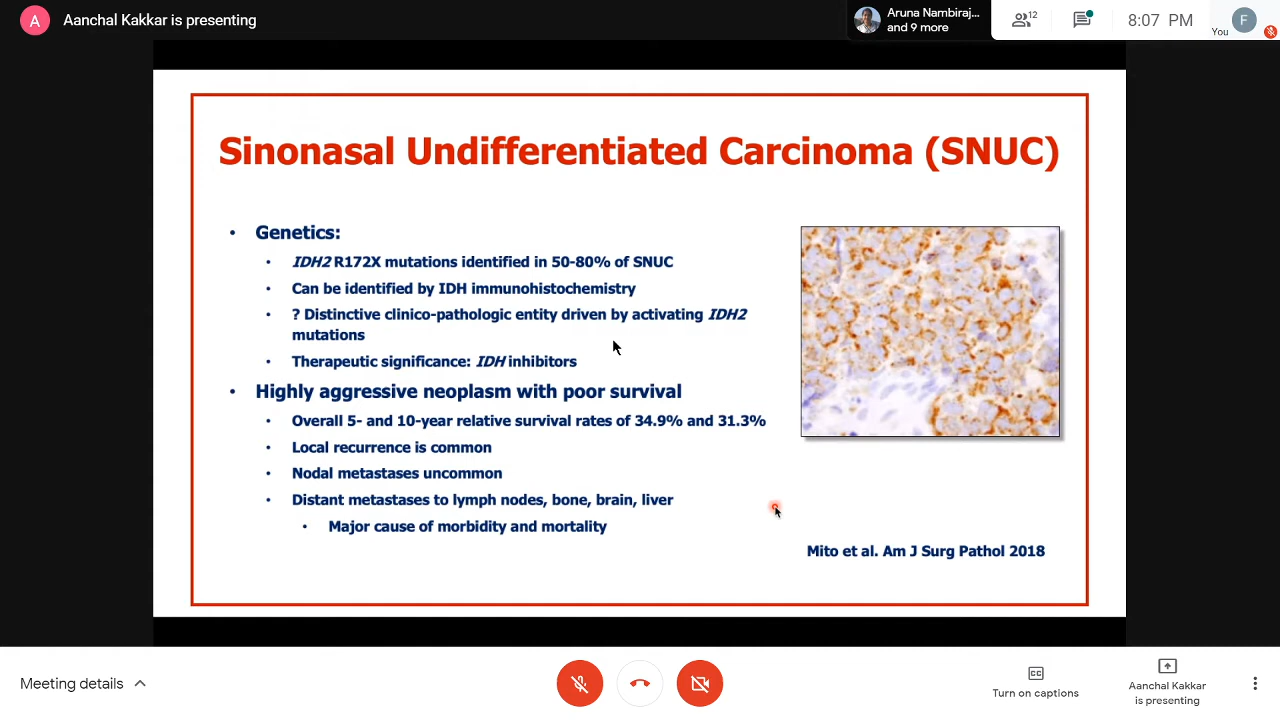 A
Aanchal Kakkar is presenting
Aruna Nambiraj...
and 9 more
12
8:07 PM
You
F
Sinonasal Undifferentiated Carcinoma (SNUC)
• Genetics:
• IDH2 R172X mutations identified in 50-80% of SNUC
• Can be identified by IDH immunohistochemistry
• ? Distinctive clinico-pathologic entity driven by activating IDH2
mutations
• Therapeutic significance: IDH inhibitors
• Highly aggressive neoplasm with poor survival
• Overall 5- and 10-year relative survival rates of 34.9% and 31.3%
• Local recurrence is common
• Nodal metastases uncommon
• Distant metastases to lymph nodes, bone, brain, liver
• Major cause of morbidity and mortality
Mito et al. Am J Surg Pathol 2018
Meeting details
CC
Turn on captions
Aanchal Kakkar
is presenting